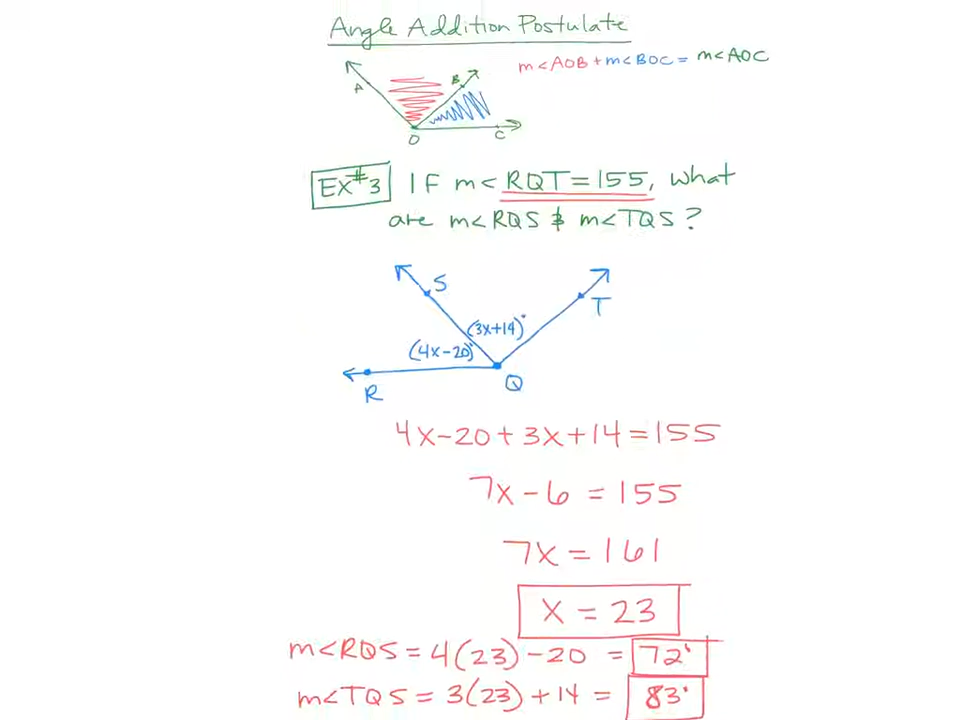 Angle Addition Postulate
m<AOB + m<BOC = m<AOC
A
B
O
C
Ex#3 IF m< RQT = 155, what
are m<RQS & m<TQS?
S
T
(3x+14)°
(4x-20)°
R
Q
4x-20+3x+14=155
7x-6 = 155
7x = 161
x = 23
m<RQS = 4(23)-20 = 72°
m<TQS = 3(23)+14 = 83°